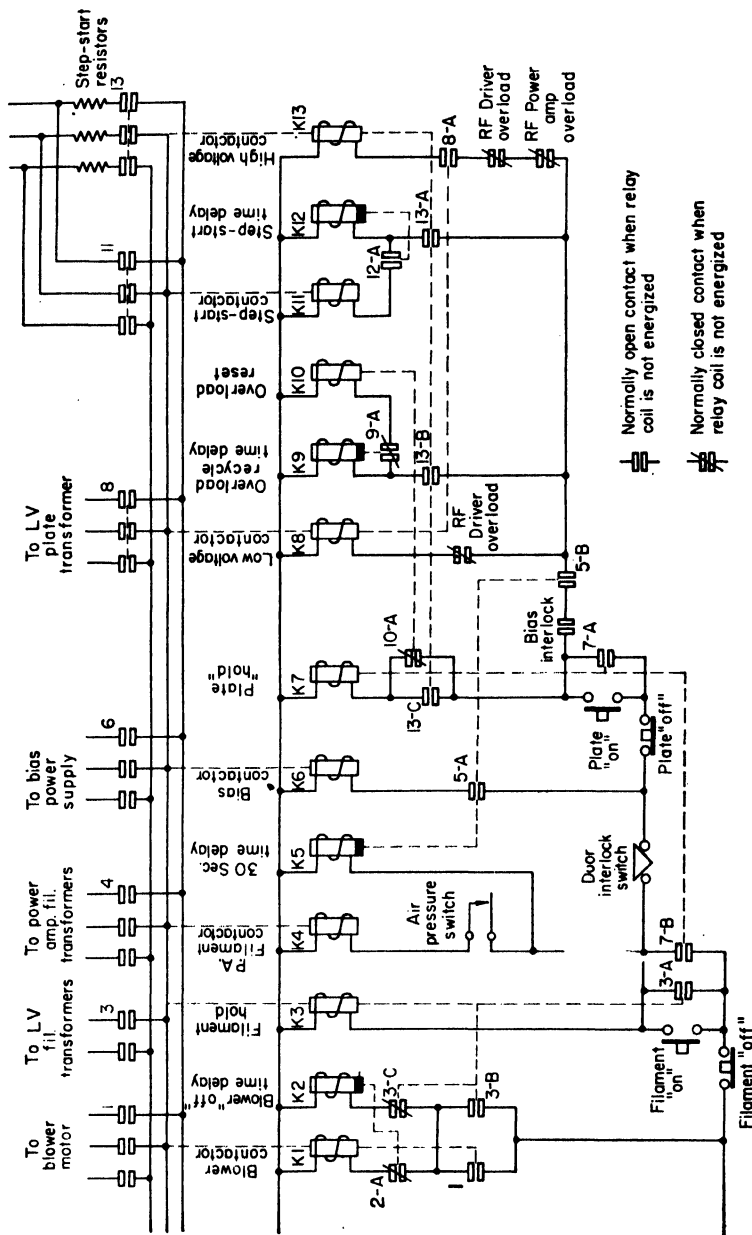 To
blower
motor
To LV
fil.
transformers
3
To power
amp. fil.
transformers
4
To bias
power
supply
6
To LV
plate
transformer
8
11
Step-start
resistors
13
Blower
contactor
K1
Blower "off"
time delay
K2
Filament
hold
K3
P.A.
Filament
contactor
K4
30 Sec.
time delay
K5
Bias
contactor
K6
Plate
"hold"
K7
Low voltage
contactor
K8
Overload
recycle
time delay
K9
Overload
reset
K10
Step-start
contactor
K11
Step-start
time delay
K12
High voltage
contactor
K13
2-A
3-C
1
3-B
Air
pressure
switch
5-A
13-C
10-A
RF
Driver
overload
9-A
13-B
12-A
13-A
8-A
RF Driver
overload
RF Power
amp
overload
Filament
"on"
3-A
7-B
Filament "off"
Door
interlock
switch
Plate
"on"
Plate "off"
7-A
Bias
interlock
5-B
Normally open contact when relay
coil is not energized
Normally closed contact when
relay coil is not energized